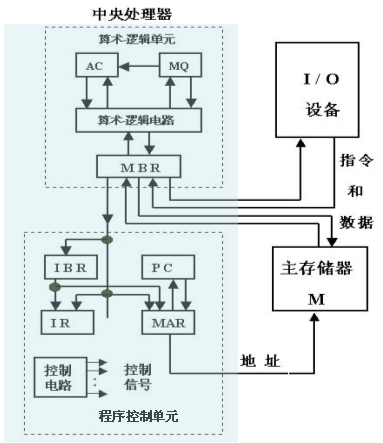 中央处理器
算术-逻辑单元
AC
MQ
I / O
设备
算术-逻辑电路
MBR
指令
和
数据
IBR
PC
主存储器
M
IR
MAR
地 址
控制
电路
控制
信号
程序控制单元